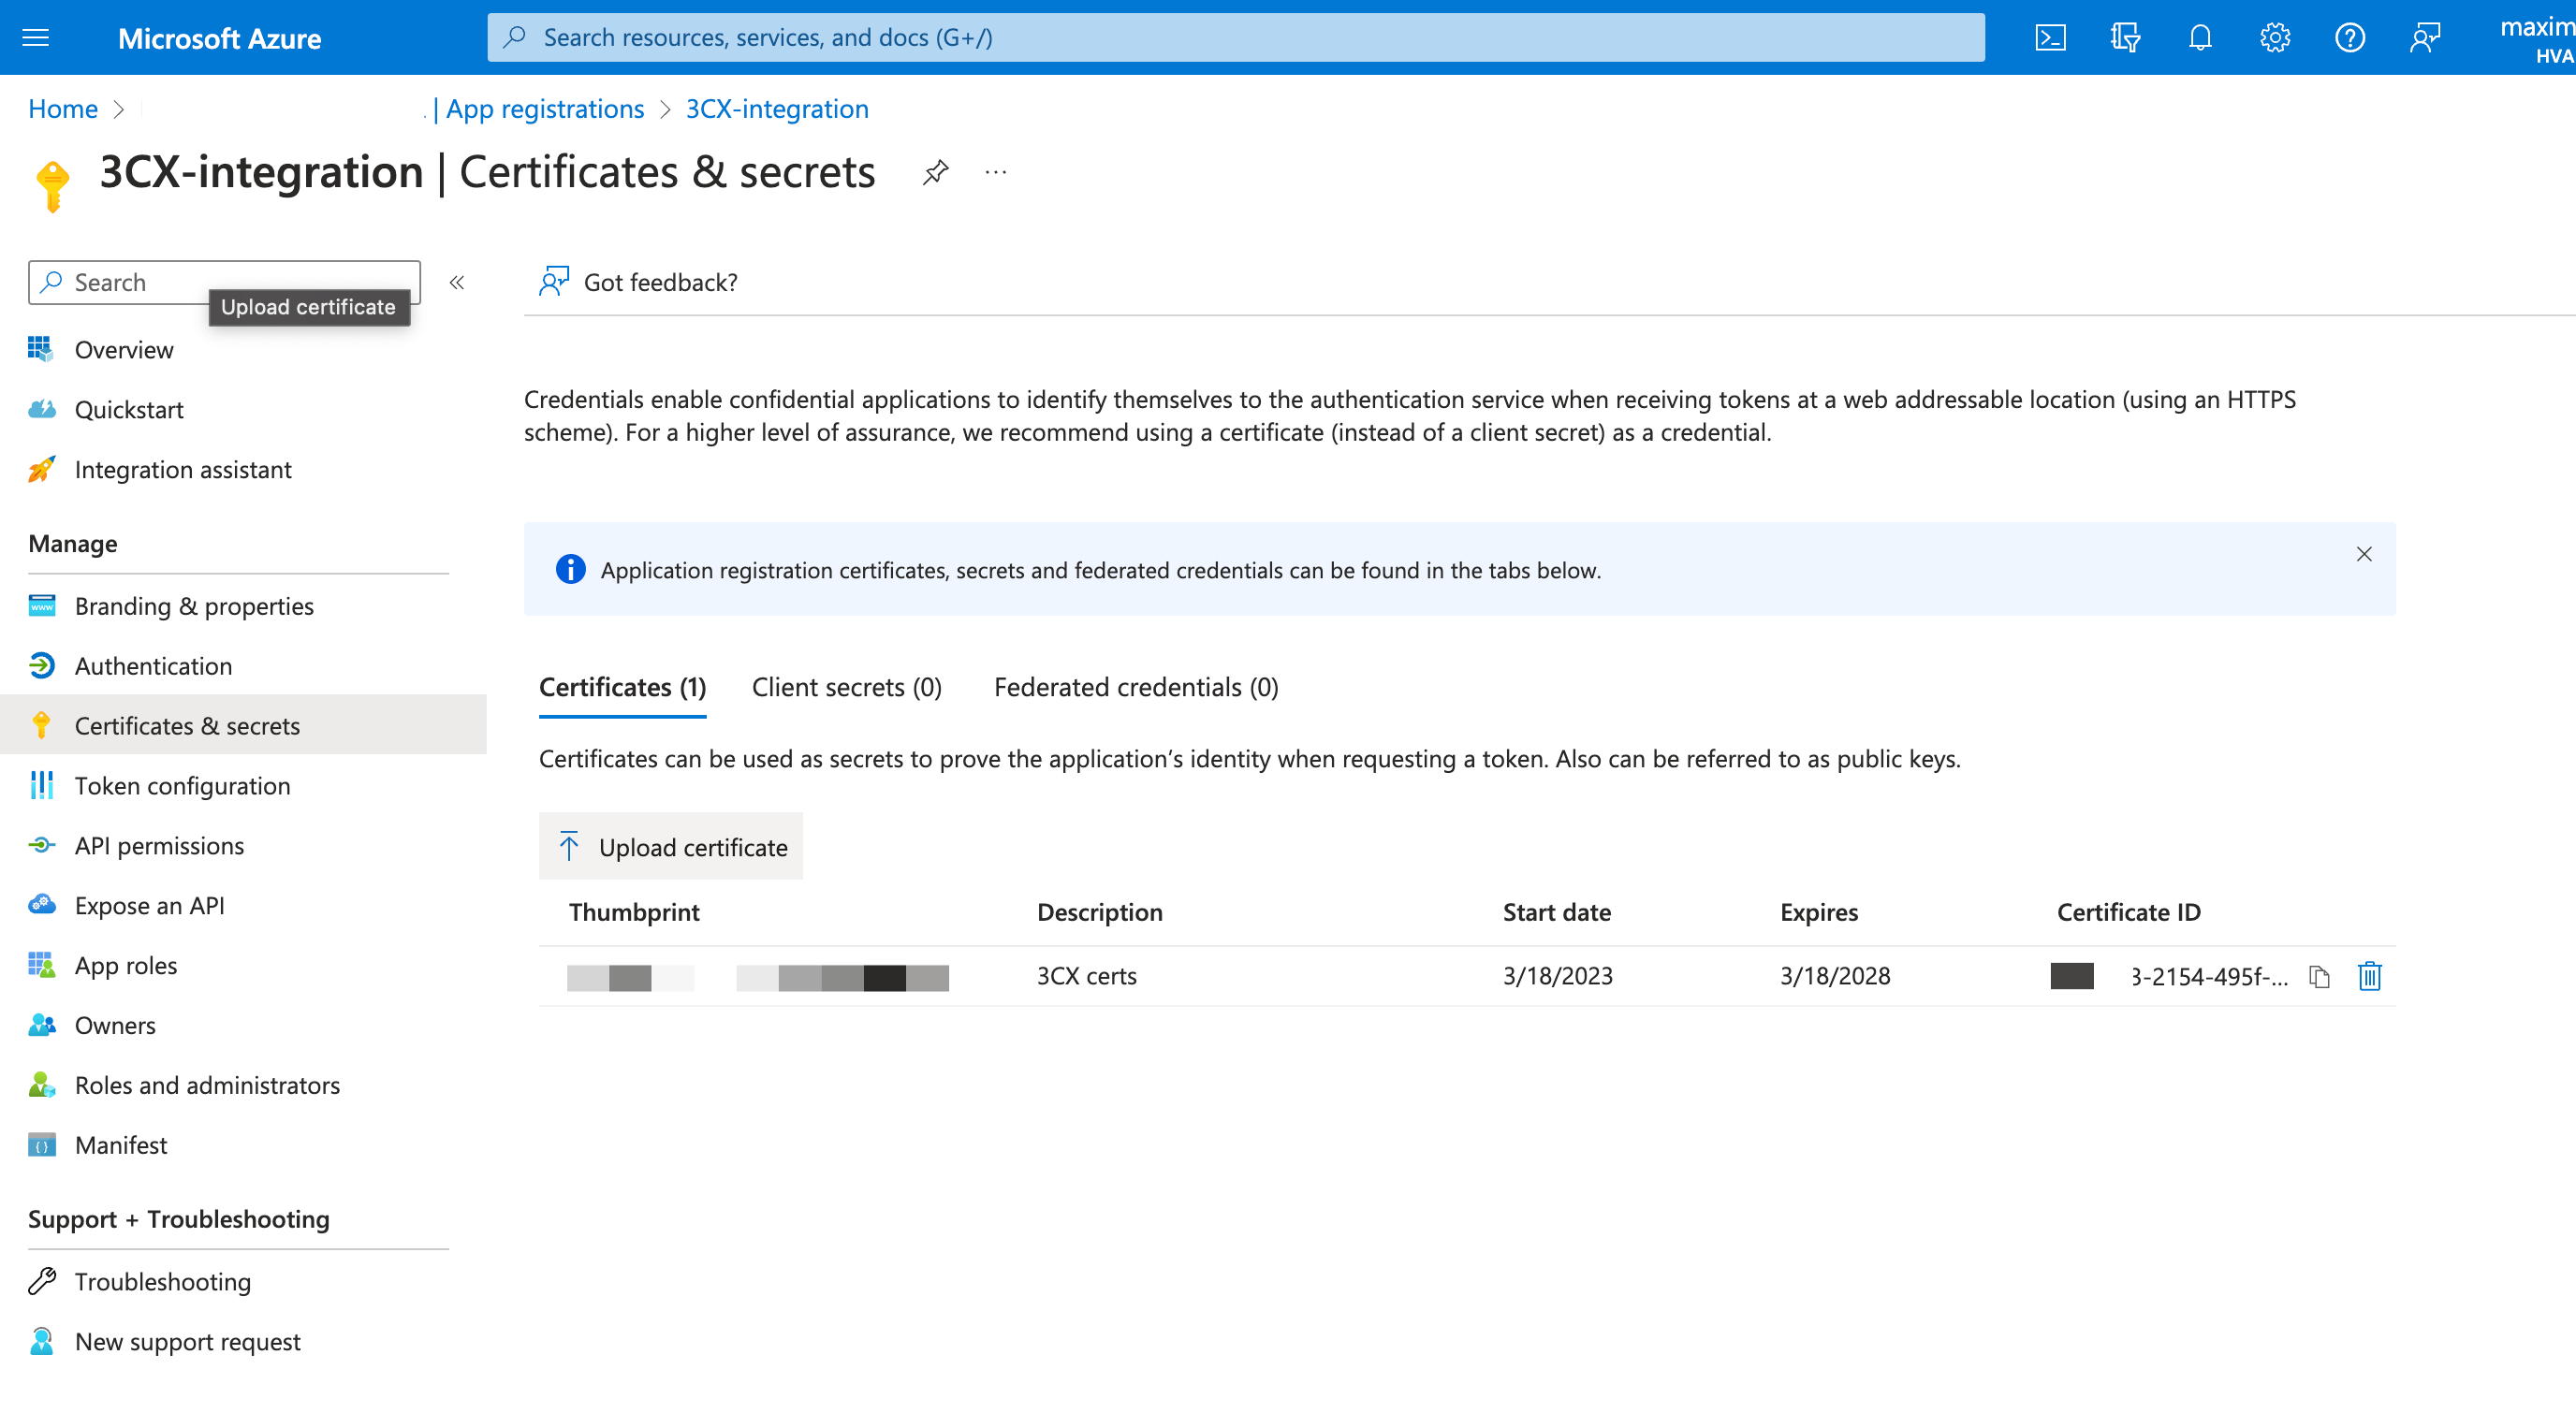 Microsoft Azure
Search resources, services, and docs (G+/)
maxim
HVA
Home
| App registrations
3CX-integration
3CX-integration | Certificates & secrets
Search
Upload certificate
Got feedback?
Overview
Quickstart
Integration assistant
Manage
Branding & properties
Authentication
Certificates & secrets
Token configuration
API permissions
Expose an API
App roles
Owners
Roles and administrators
Manifest
Support + Troubleshooting
Troubleshooting
New support request
Credentials enable confidential applications to identify themselves to the authentication service when receiving tokens at a web addressable location (using an HTTPS
scheme). For a higher level of assurance, we recommend using a certificate (instead of a client secret) as a credential.
Application registration certificates, secrets and federated credentials can be found in the tabs below.
Certificates (1) Client secrets (0) Federated credentials (0)
Certificates can be used as secrets to prove the application’s identity when requesting a token. Also can be referred to as public keys.
Upload certificate
Thumbprint Description Start date Expires Certificate ID
3CX certs 3/18/2023 3/18/2028 3-2154-495f-...